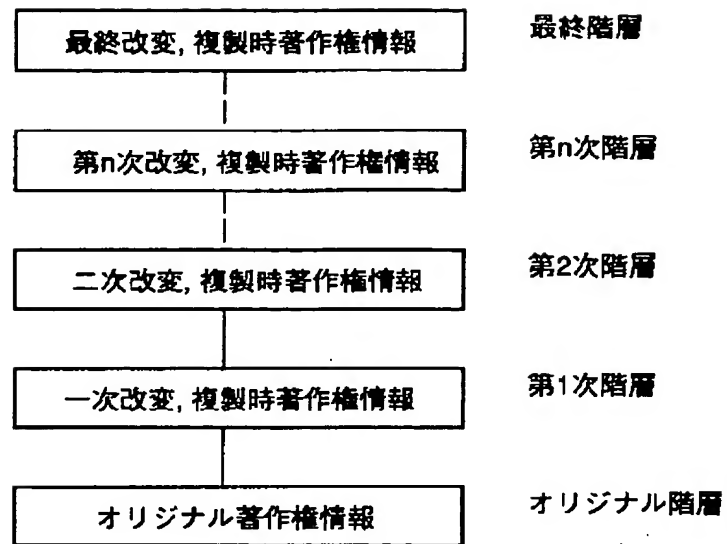 最終改変, 複製時著作権情報 最終階層
第n次改変, 複製時著作権情報 第n次階層
二次改変, 複製時著作権情報 第2次階層
一次改変, 複製時著作権情報 第1次階層
オリジナル著作権情報 オリジナル階層